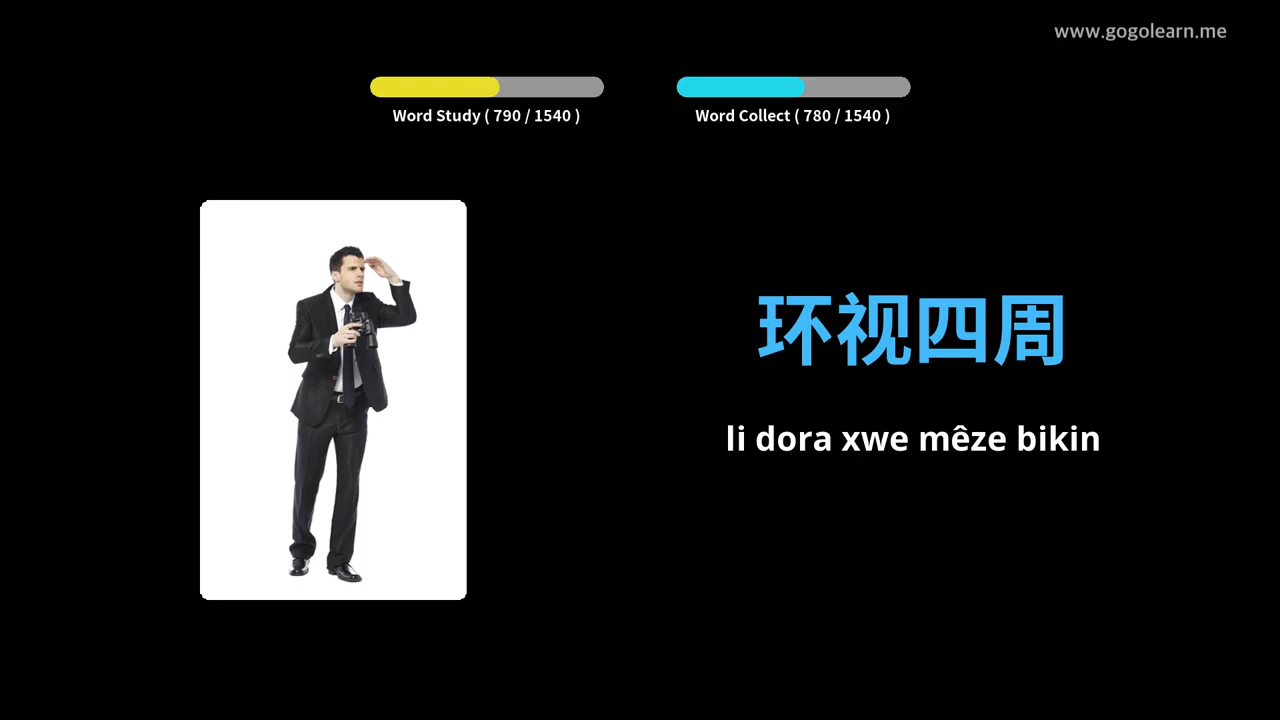 www.gogolearn.me
Word Study ( 790 / 1540 )
Word Collect ( 780 / 1540 )
环视四周
li dora xwe mêze bikin